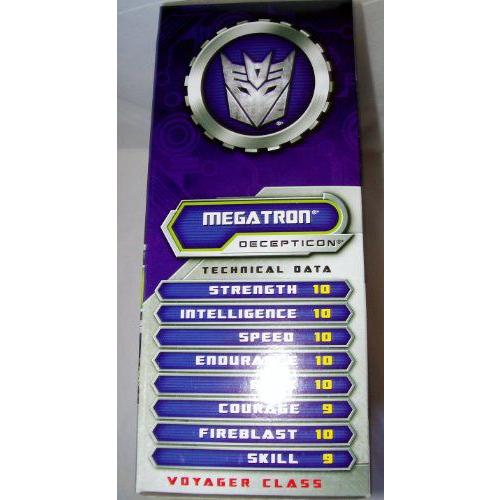 MEGATRON®
DECEPTICON®
TECHNICAL DATA
STRENGTH 10
INTELLIGENCE 10
SPEED 10
ENDURANCE 10
10
COURAGE 9
FIREBLAST 10
SKILL 9
VOYAGER CLASS